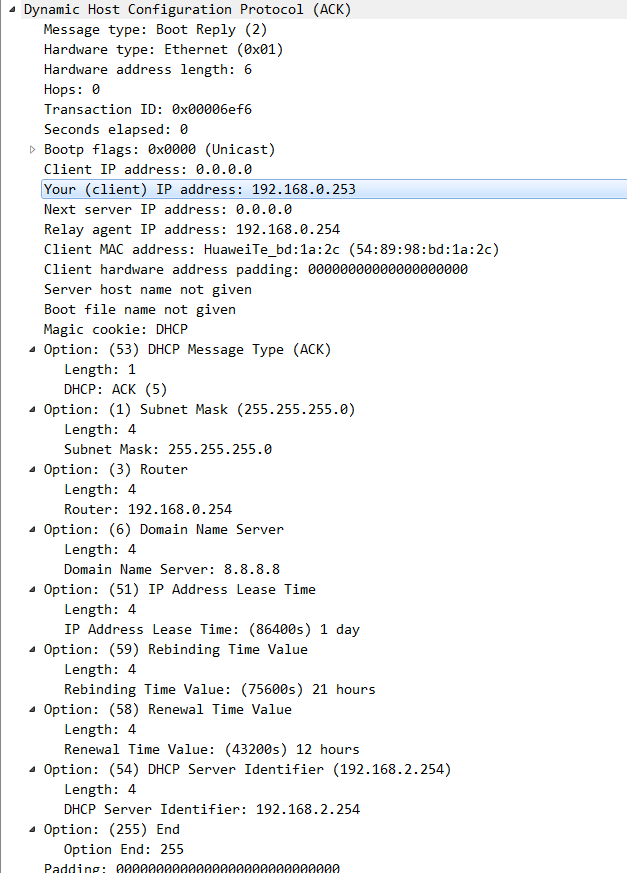 Dynamic Host Configuration Protocol (ACK)
Message type: Boot Reply (2)
Hardware type: Ethernet (0x01)
Hardware address length: 6
Hops: 0
Transaction ID: 0x00006ef6
Seconds elapsed: 0
Bootp flags: 0x0000 (Unicast)
Client IP address: 0.0.0.0
Your (client) IP address: 192.168.0.253
Next server IP address: 0.0.0.0
Relay agent IP address: 192.168.0.254
Client MAC address: HuaweiTe_bd:1a:2c (54:89:98:bd:1a:2c)
Client hardware address padding: 00000000000000000000
Server host name not given
Boot file name not given
Magic cookie: DHCP
Option: (53) DHCP Message Type (ACK)
Length: 1
DHCP: ACK (5)
Option: (1) Subnet Mask (255.255.255.0)
Length: 4
Subnet Mask: 255.255.255.0
Option: (3) Router
Length: 4
Router: 192.168.0.254
Option: (6) Domain Name Server
Length: 4
Domain Name Server: 8.8.8.8
Option: (51) IP Address Lease Time
Length: 4
IP Address Lease Time: (86400s) 1 day
Option: (59) Rebinding Time Value
Length: 4
Rebinding Time Value: (75600s) 21 hours
Option: (58) Renewal Time Value
Length: 4
Renewal Time Value: (43200s) 12 hours
Option: (54) DHCP Server Identifier (192.168.2.254)
Length: 4
DHCP Server Identifier: 192.168.2.254
Option: (255) End
Option End: 255
Padding: 0000000000000000000000000000